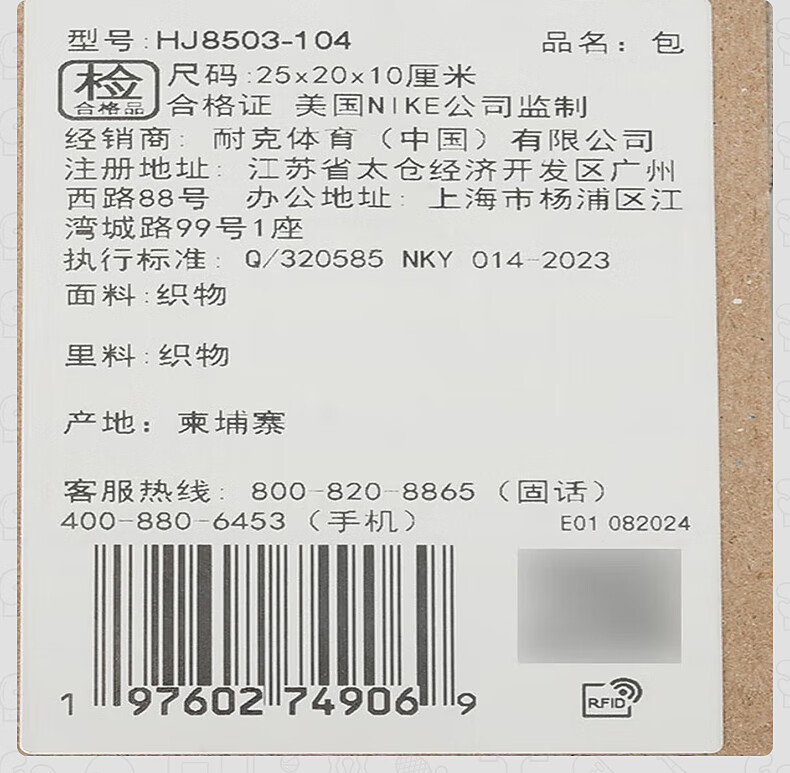 型号:HJ8503-104 品名：包
检 尺码:25x20x10厘米
合格品 合格证 美国NIKE公司监制
经销商：耐克体育（中国）有限公司
注册地址：江苏省太仓经济开发区广州
西路88号 办公地址：上海市杨浦区江
湾城路99号1座
执行标准：Q/320585 NKY 014-2023
面料:织物
里料:织物
产地：柬埔寨
客服热线：800-820-8865（固话）
400-880-6453（手机） E01 082024
1 97602 74906 9
RFID